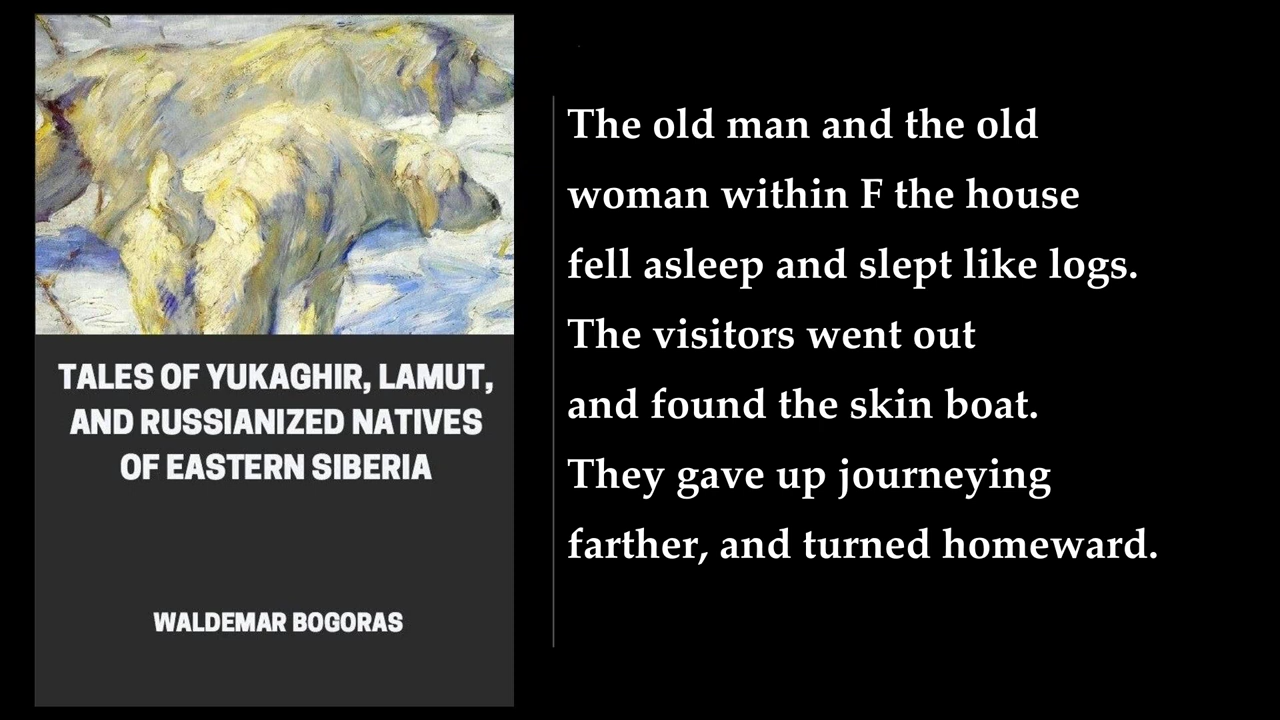 TALES OF YUKAGHIR, LAMUT,
AND RUSSIANIZED NATIVES
OF EASTERN SIBERIA
WALDEMAR BOGORAS
The old man and the old
woman within F the house
fell asleep and slept like logs.
The visitors went out
and found the skin boat.
They gave up journeying
farther, and turned homeward.